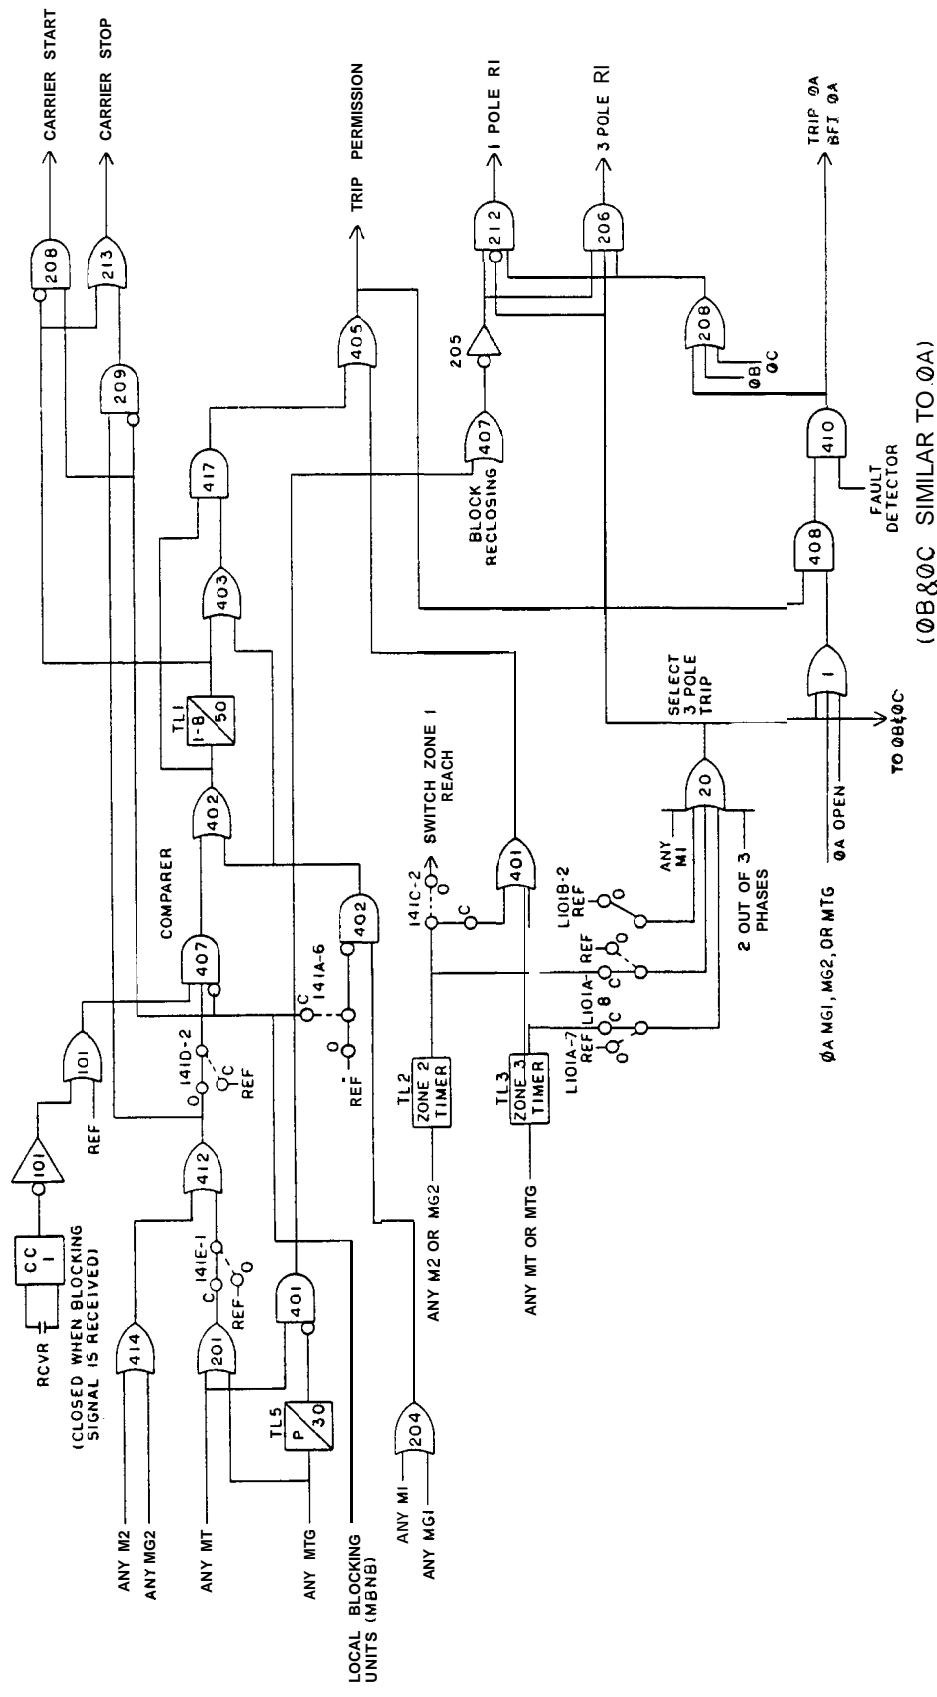 CARRIER START
CARRIER STOP
TRIP PERMISSION
1 POLE RI
3 POLE RI
TRIP ØA
BFI ØA
208
213
209
405
212
206
205
407
BLOCK
RECLOSING
208
ØB
ØC
417
403
TL1
1-8
50
402
COMPARER
407
402
410
FAULT
DETECTOR
408
SELECT
3 POLE
TRIP
1
TO ØB&ØC
ØA OPEN
ØA MG1, MG2, OR MTG
(ØB & ØC SIMILAR TO ØA)
20
ANY
M1
2 OUT OF 3
PHASES
L101B-2
REF
O
L101A-8
REF
O
C
L101A-7
REF
O
C
SWITCH ZONE 1
REACH
141C-2
O
C
401
TL2
ZONE 2
TIMER
TL3
ZONE 3
TIMER
ANY M2 OR MG2
ANY MT OR MTG
141A-6
C
O
REF
141D-2
O
C
REF
101
REF
101
CC
1
RCVR
(CLOSED WHEN BLOCKING
SIGNAL IS RECEIVED)
412
414
141E-1
C
O
REF
201
401
TL5
P
30
204
ANY M2
ANY MG2
ANY MT
ANY MTG
LOCAL BLOCKING
UNITS (MBNB)
ANY M1
ANY MG1